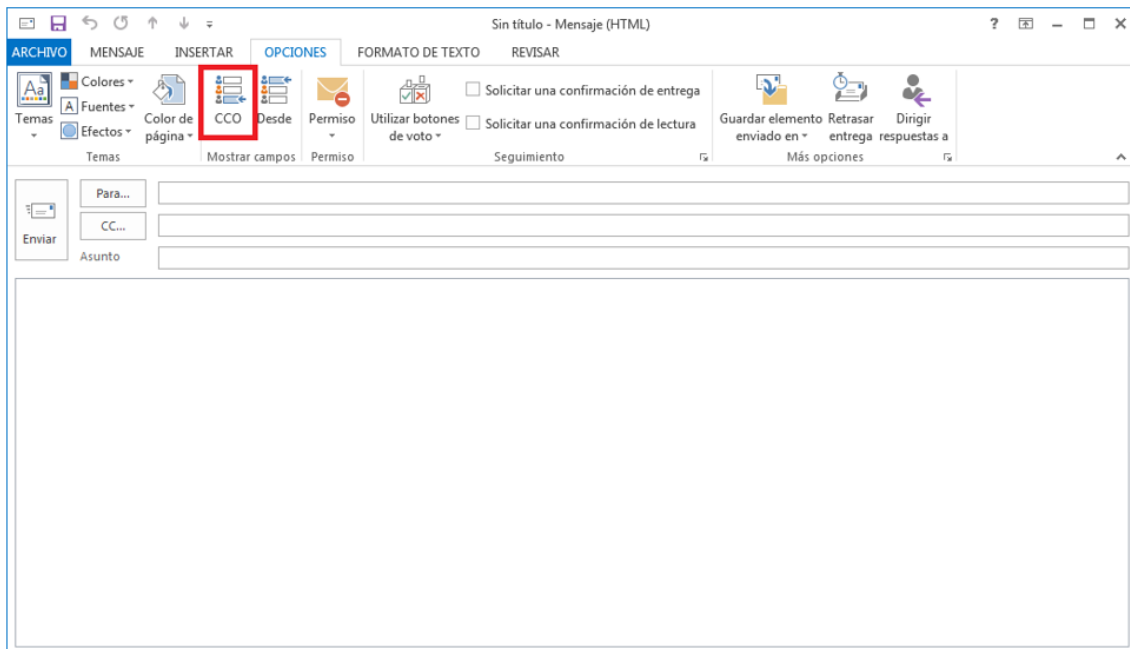 Sin título - Mensaje (HTML)
?
ARCHIVO MENSAJE INSERTAR OPCIONES FORMATO DE TEXTO REVISAR
Aa
Temas
Colores
A Fuentes
Efectos
Color de
página
Temas
CCO
Desde
Mostrar campos
Permiso
Permiso
Utilizar botones
de voto
Solicitar una confirmación de entrega
Solicitar una confirmación de lectura
Seguimiento
Guardar elemento
enviado en
Retrasar
entrega
Dirigir
respuestas a
Más opciones
Enviar
Para...
CC...
Asunto